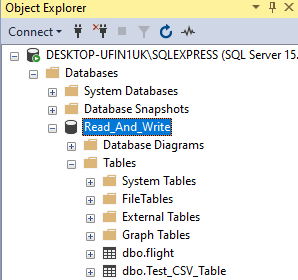 Object Explorer
Connect
DESKTOP-UFIN1UK\SQLEXPRESS (SQL Server 15.
Databases
System Databases
Database Snapshots
Read_And_Write
Database Diagrams
Tables
System Tables
FileTables
External Tables
Graph Tables
dbo.flight
dbo.Test_CSV_Table